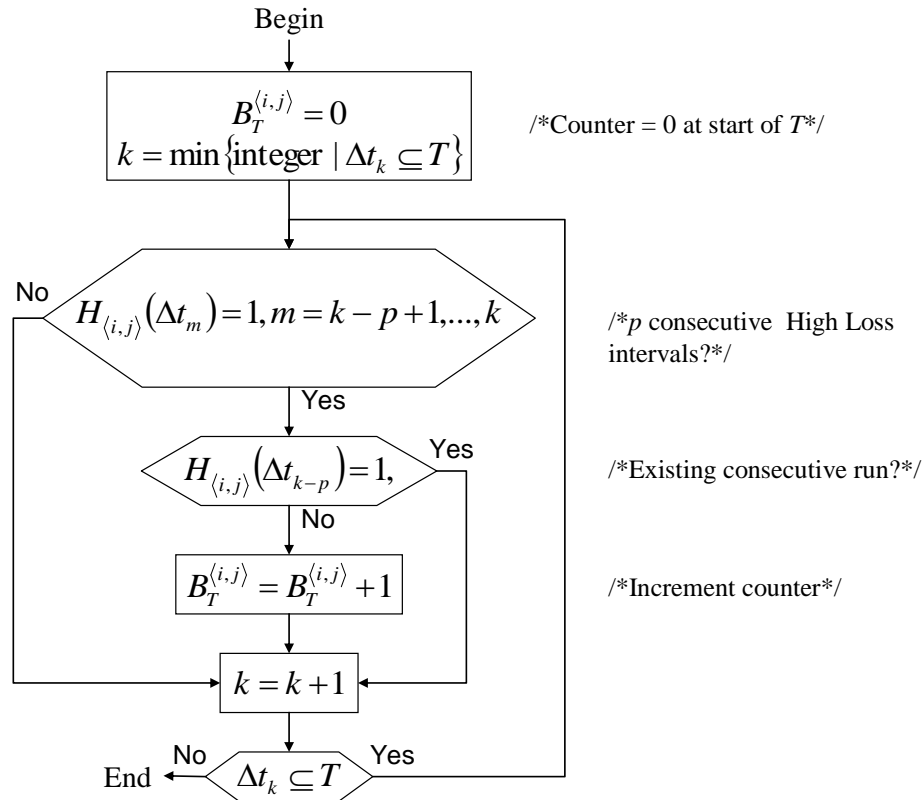 Begin
B_T^{⟨i,j⟩} = 0
k = min{integer | Δt_k ⊆ T}
/*Counter = 0 at start of T*/
No
H_{⟨i,j⟩}(Δt_m) = 1, m = k − p + 1,..., k
/*p consecutive High Loss
intervals?*/
Yes
Yes
H_{⟨i,j⟩}(Δt_{k−p}) = 1,
/*Existing consecutive run?*/
No
B_T^{⟨i,j⟩} = B_T^{⟨i,j⟩} + 1
/*Increment counter*/
k = k + 1
No
Yes
End
Δt_k ⊆ T